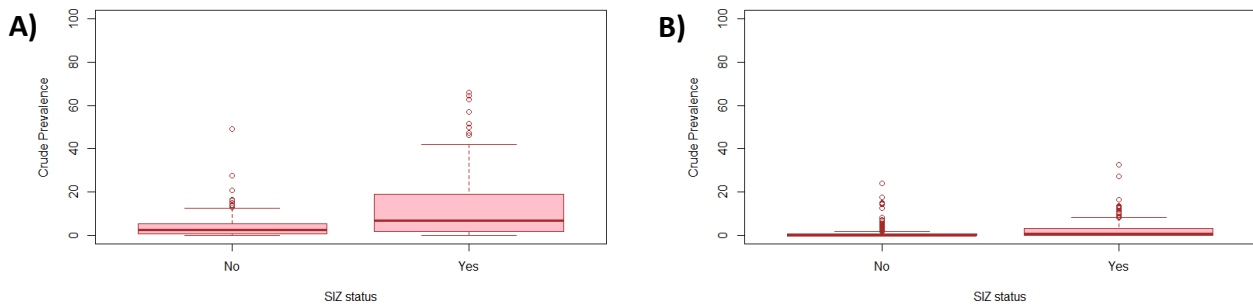 A)
Crude Prevalence
100
80
60
40
20
0
No
Yes
SIZ status
B)
Crude Prevalence
100
80
60
40
20
0
No
Yes
SIZ status